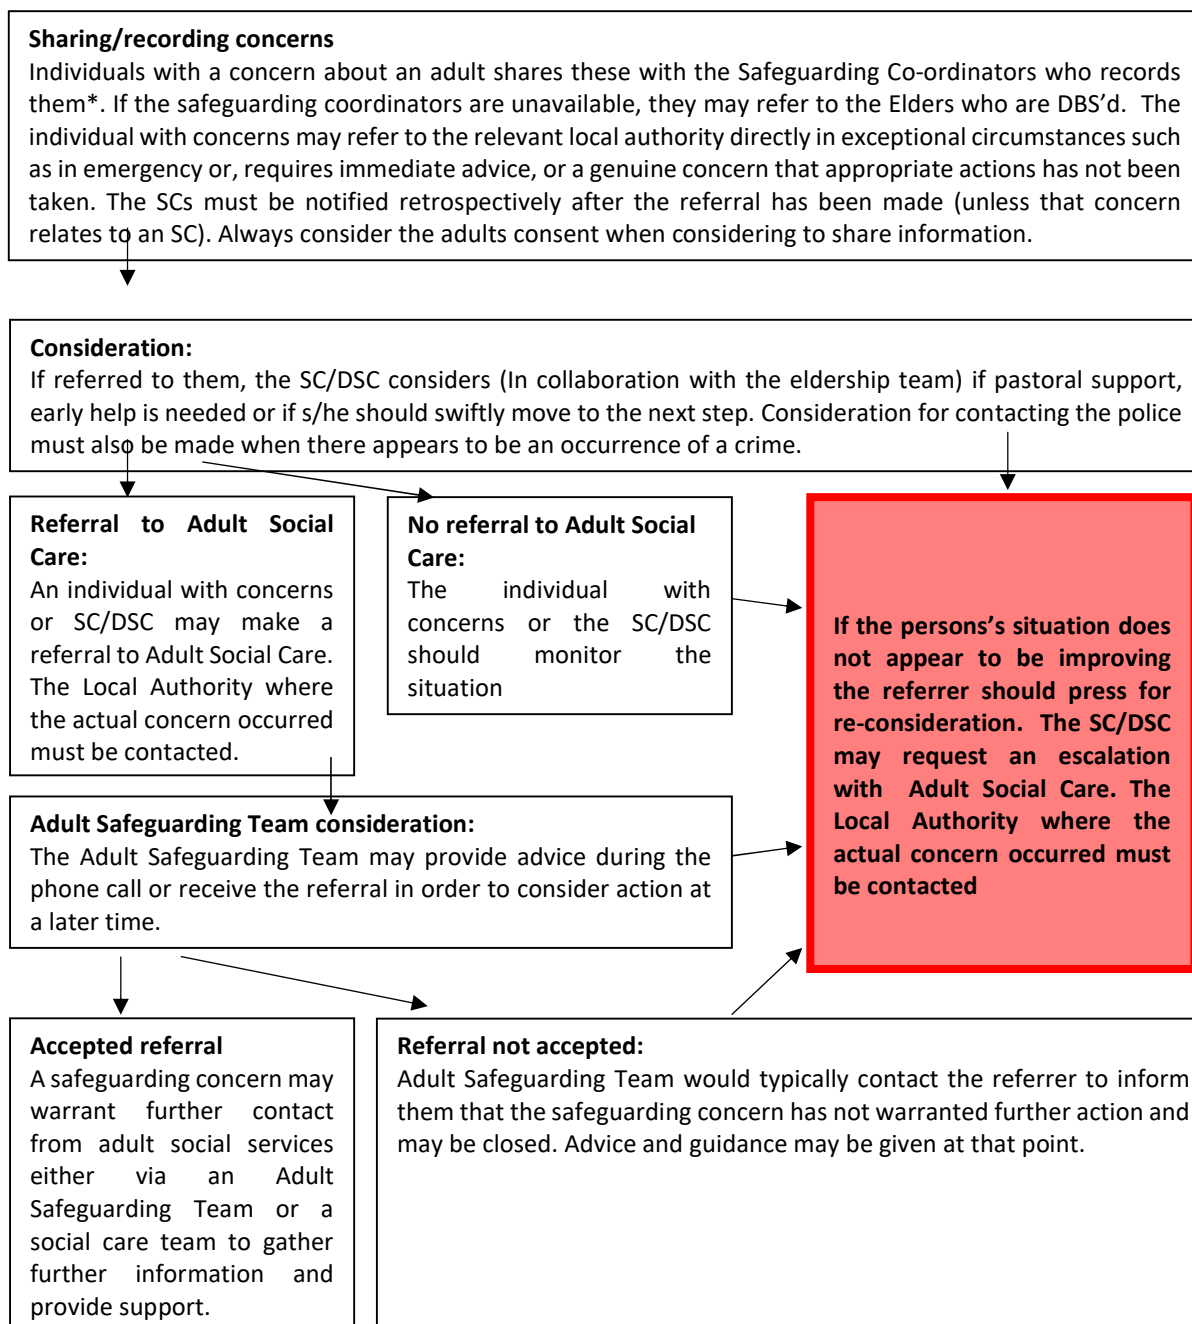 Sharing/recording concerns
Individuals with a concern about an adult shares these with the Safeguarding Co-ordinators who records
them*. If the safeguarding coordinators are unavailable, they may refer to the Elders who are DBS’d. The
individual with concerns may refer to the relevant local authority directly in exceptional circumstances such
as in emergency or, requires immediate advice, or a genuine concern that appropriate actions has not been
taken. The SCs must be notified retrospectively after the referral has been made (unless that concern
relates to an SC). Always consider the adults consent when considering to share information.
Consideration:
If referred to them, the SC/DSC considers (In collaboration with the eldership team) if pastoral support,
early help is needed or if s/he should swiftly move to the next step. Consideration for contacting the police
must also be made when there appears to be an occurrence of a crime.
Referral to Adult Social
Care:
An individual with concerns
or SC/DSC may make a
referral to Adult Social Care.
The Local Authority where
the actual concern occurred
must be contacted.
No referral to Adult Social
Care:
The individual with
concerns or the SC/DSC
should monitor the
situation
If the persons’s situation does
not appear to be improving
the referrer should press for
re-consideration. The SC/DSC
may request an escalation
with Adult Social Care. The
Local Authority where the
actual concern occurred must
be contacted
Adult Safeguarding Team consideration:
The Adult Safeguarding Team may provide advice during the
phone call or receive the referral in order to consider action at
a later time.
Accepted referral
A safeguarding concern may
warrant further contact
from adult social services
either via an Adult
Safeguarding Team or a
social care team to gather
further information and
provide support.
Referral not accepted:
Adult Safeguarding Team would typically contact the referrer to inform
them that the safeguarding concern has not warranted further action and
may be closed. Advice and guidance may be given at that point.